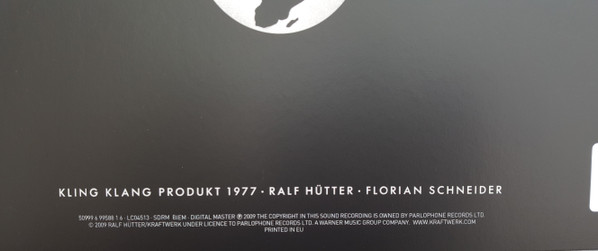 KLING KLANG PRODUKT 1977 · RALF HÜTTER · FLORIAN SCHNEIDER
50999 6 99588 1 6 · LC04513 · SDRM BIEM · DIGITAL MASTER ℗ 2009 THE COPYRIGHT IN THIS SOUND RECORDING IS OWNED BY PARLOPHONE RECORDS LTD.
© 2009 RALF HÜTTER/KRAFTWERK UNDER LICENCE TO PARLOPHONE RECORDS LTD. A WARNER MUSIC GROUP COMPANY. WWW.KRAFTWERK.COM
PRINTED IN EU